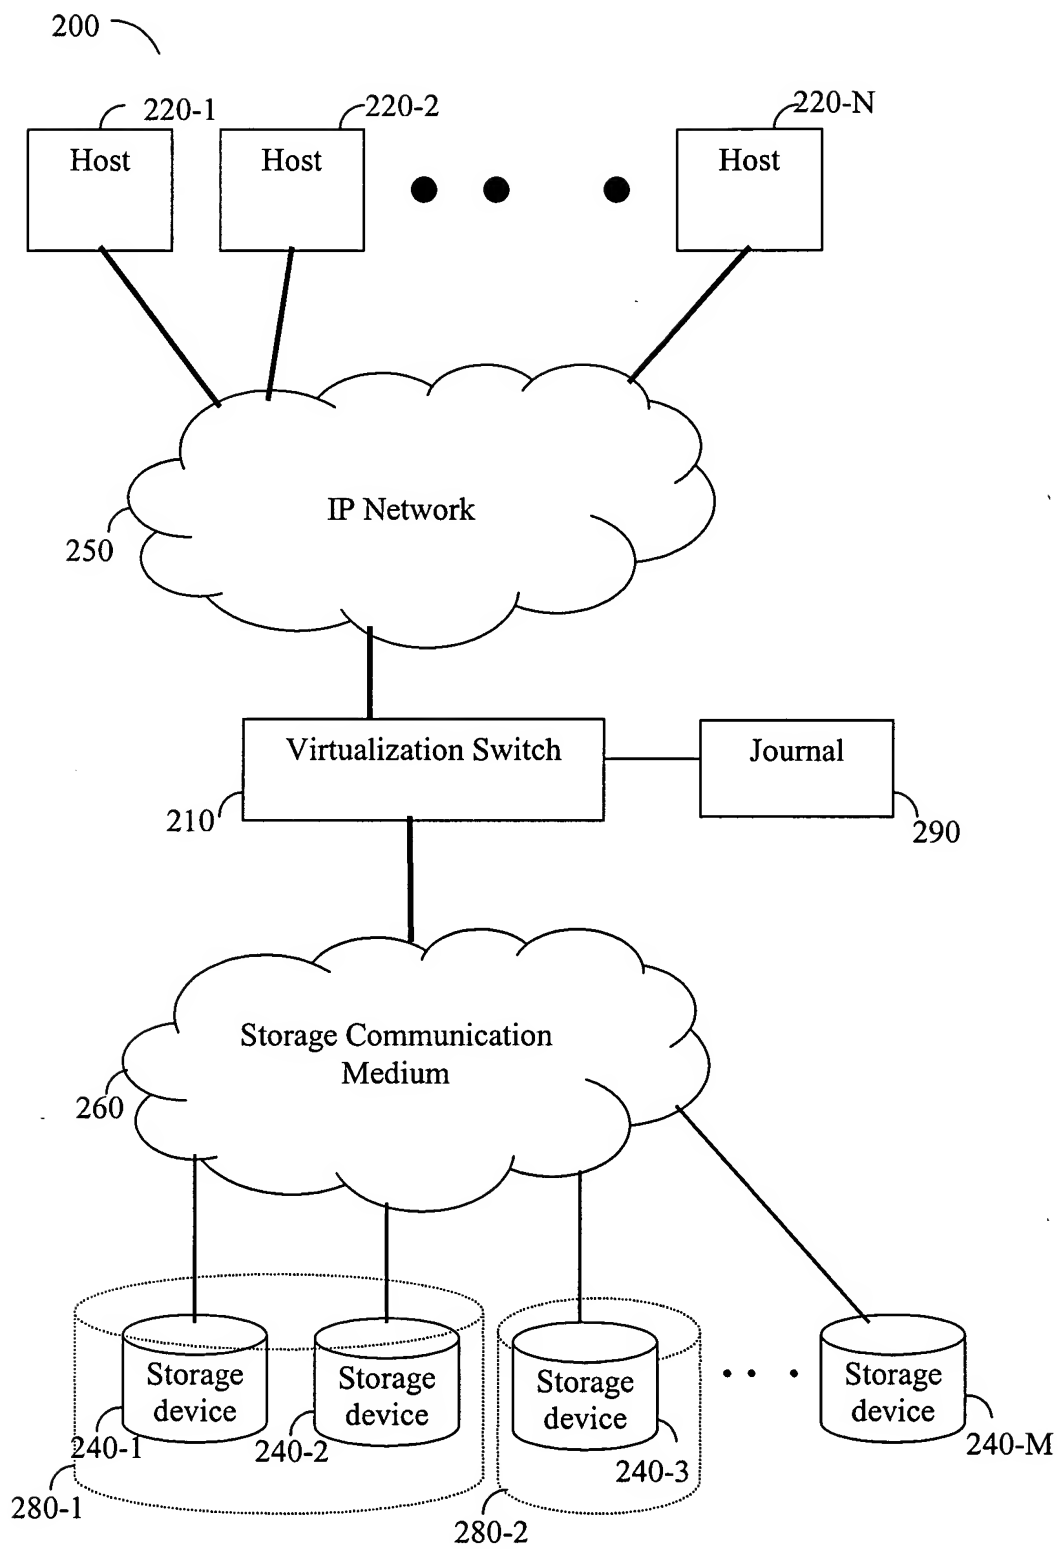 200
220-1
220-2
220-N
Host
Host
Host
IP Network
250
Virtualization Switch
Journal
210
290
Storage Communication
Medium
260
Storage
device
Storage
device
Storage
device
Storage
device
240-1
240-2
240-3
240-M
280-1
280-2